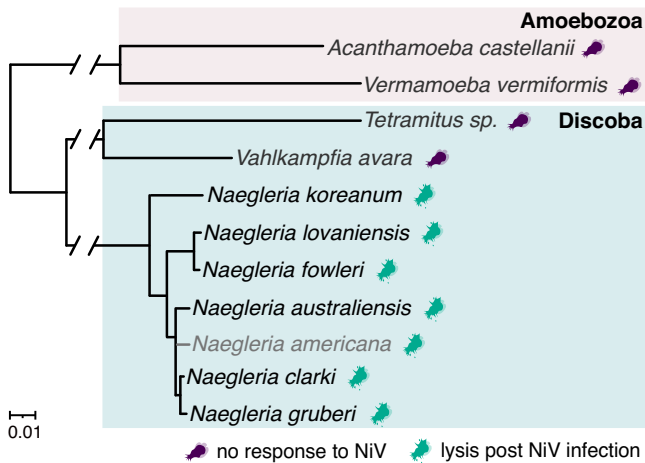 Amoebozoa
Acanthamoeba castellanii
Vermamoeba vermiformis
Tetramitus sp.
Discoba
Vahlkampfia avara
Naegleria koreanum
Naegleria lovaniensis
Naegleria fowleri
Naegleria australiensis
Naegleria americana
Naegleria clarki
Naegleria gruberi
0.01
no response to NiV
lysis post NiV infection